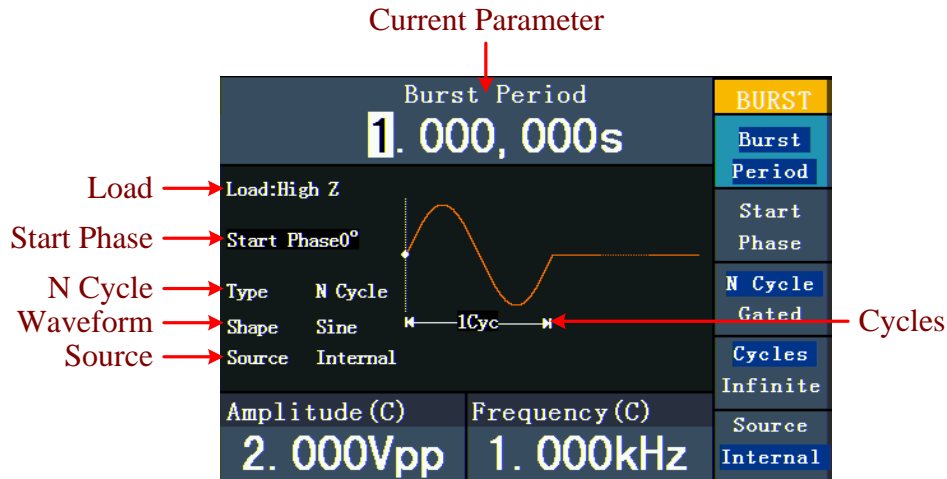 Current Parameter
Burst Period
1.000,000s
BURST
Burst
Period
Load
Load:High Z
Start
Phase
Start Phase
Start Phase0°
N Cycle
Type N Cycle
N Cycle
Gated
Waveform
Shape Sine
1Cyc
Cycles
Source
Source Internal
Cycles
Infinite
Amplitude(C)
2.000Vpp
Frequency(C)
1.000kHz
Source
Internal